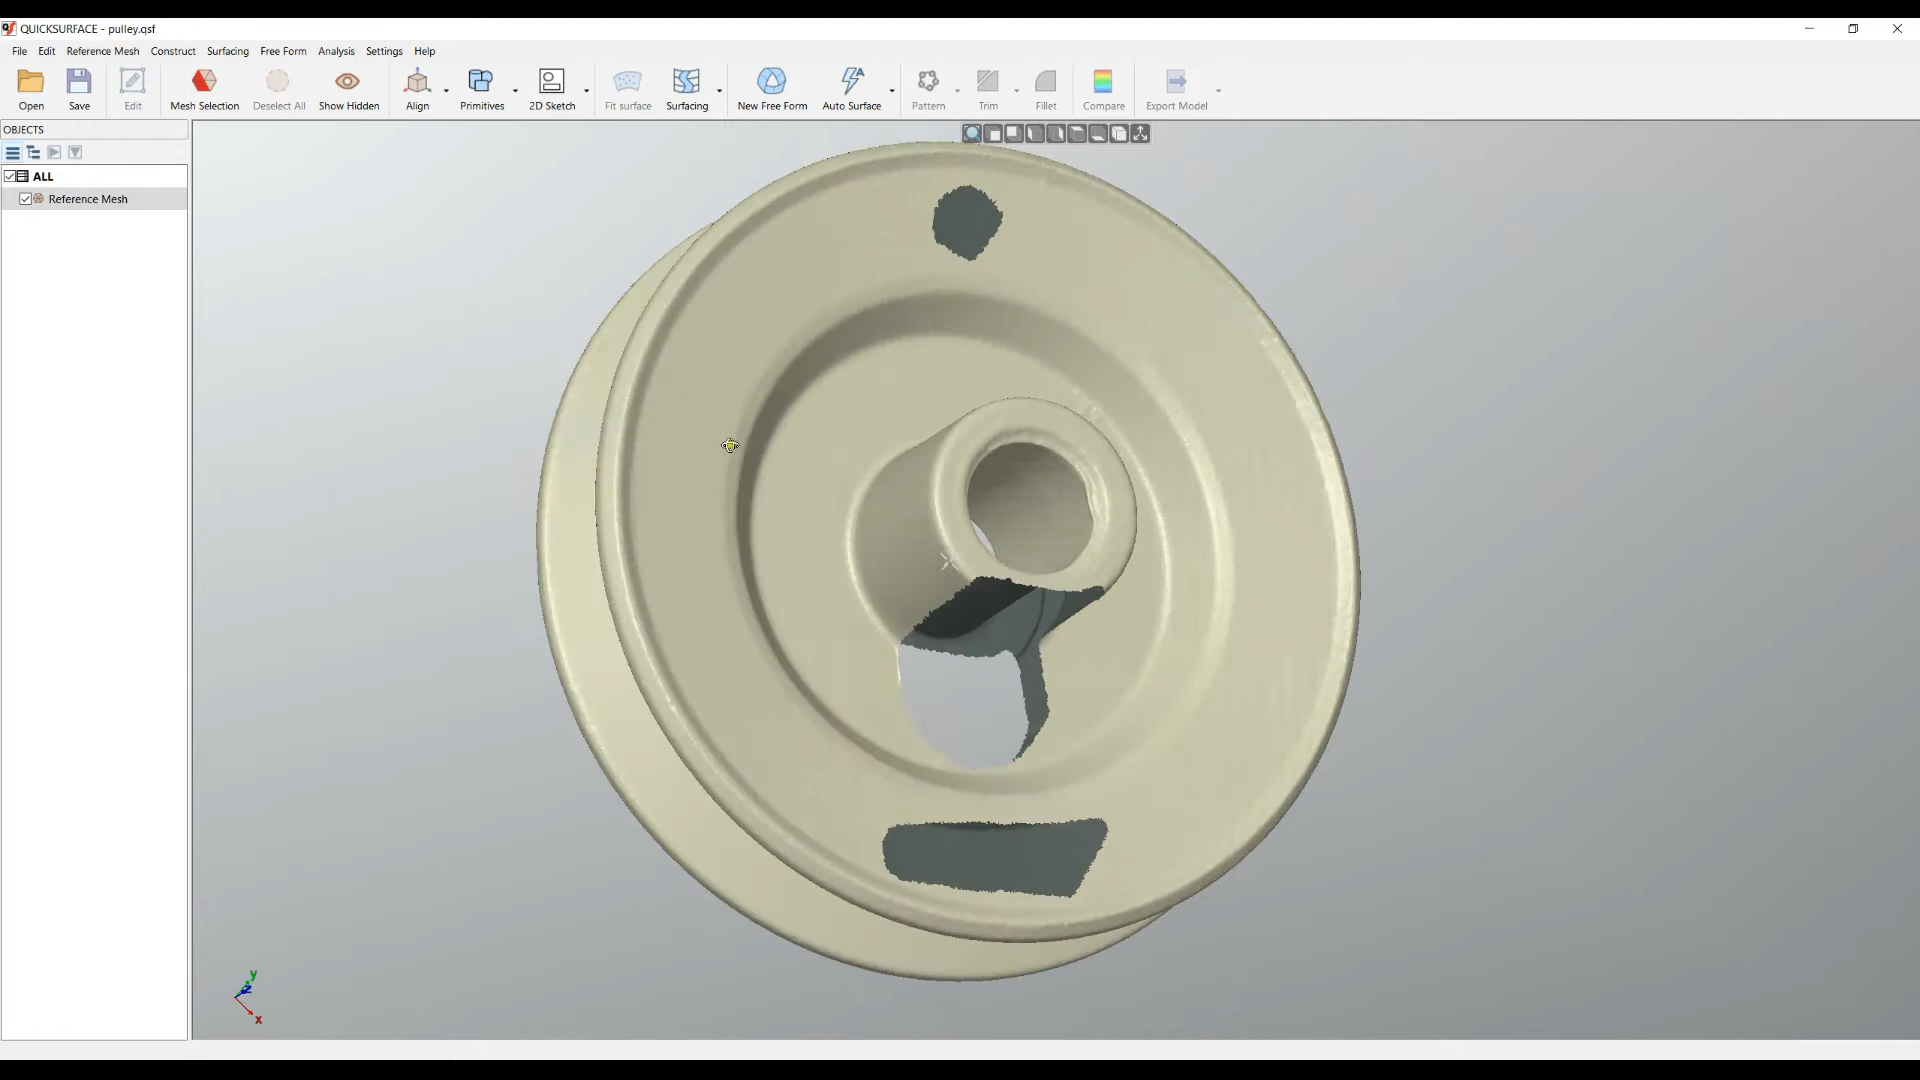 QUICKSURFACE - pulley.qsf
File Edit Reference Mesh Construct Surfacing Free Form Analysis Settings Help
Open Save Edit Mesh Selection Deselect All Show Hidden Align Primitives 2D Sketch Fit surface Surfacing New Free Form Auto Surface Pattern Trim Fillet Compare Export Model
OBJECTS
ALL
Reference Mesh
y
z
x